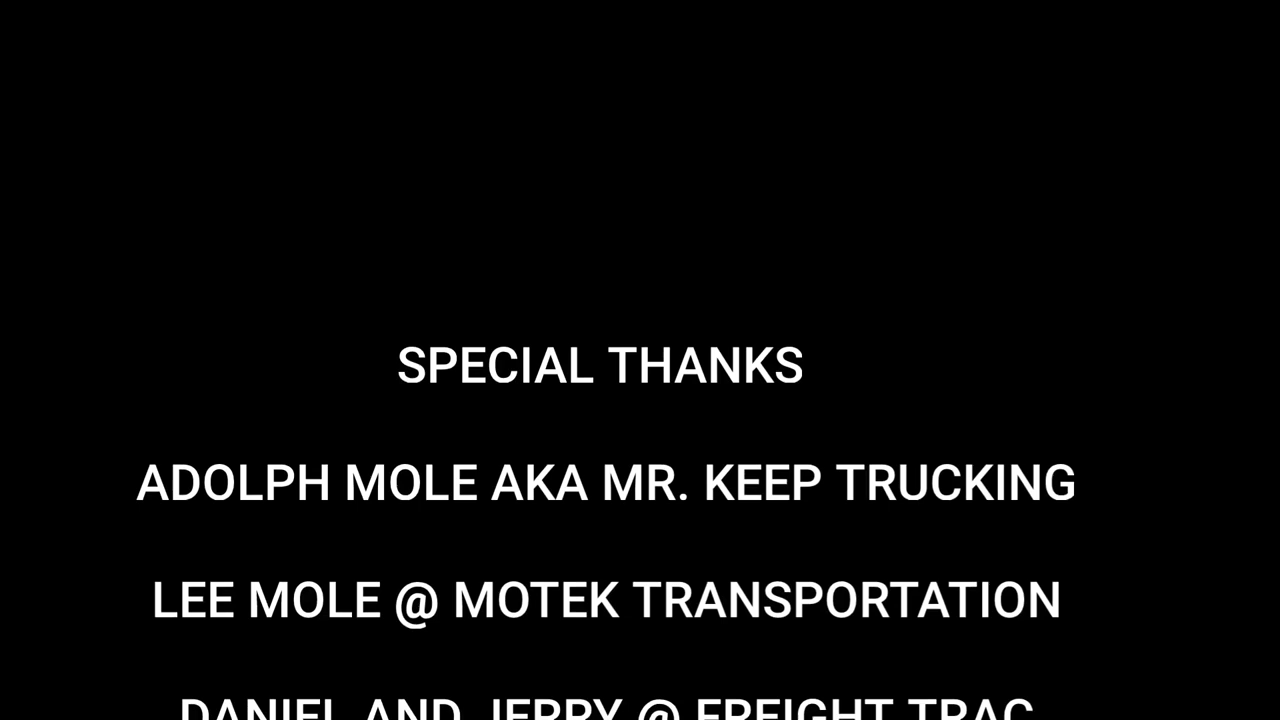 SPECIAL THANKS
ADOLPH MOLE AKA MR. KEEP TRUCKING
LEE MOLE @ MOTEK TRANSPORTATION
DANIEL AND JERRY @ FREIGHT TRAC